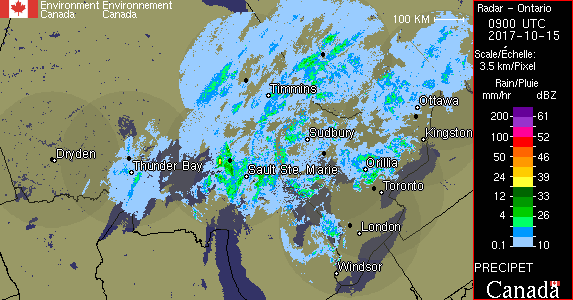 Environment Environnement
Canada Canada
100 KM
Timmins
Ottawa
Sudbury
Kingston
Dryden
Thunder Bay
Sault Ste. Marie
Orillia
Toronto
London
Windsor
Radar - Ontario
0900 UTC
2017-10-15
Scale/Échelle:
3.5 km/Pixel
Rain/Pluie
mm/hr dBZ
200 61
100 56
50 50
24 39
12 33
4 26
0.1 10
PRECIPET
Canada